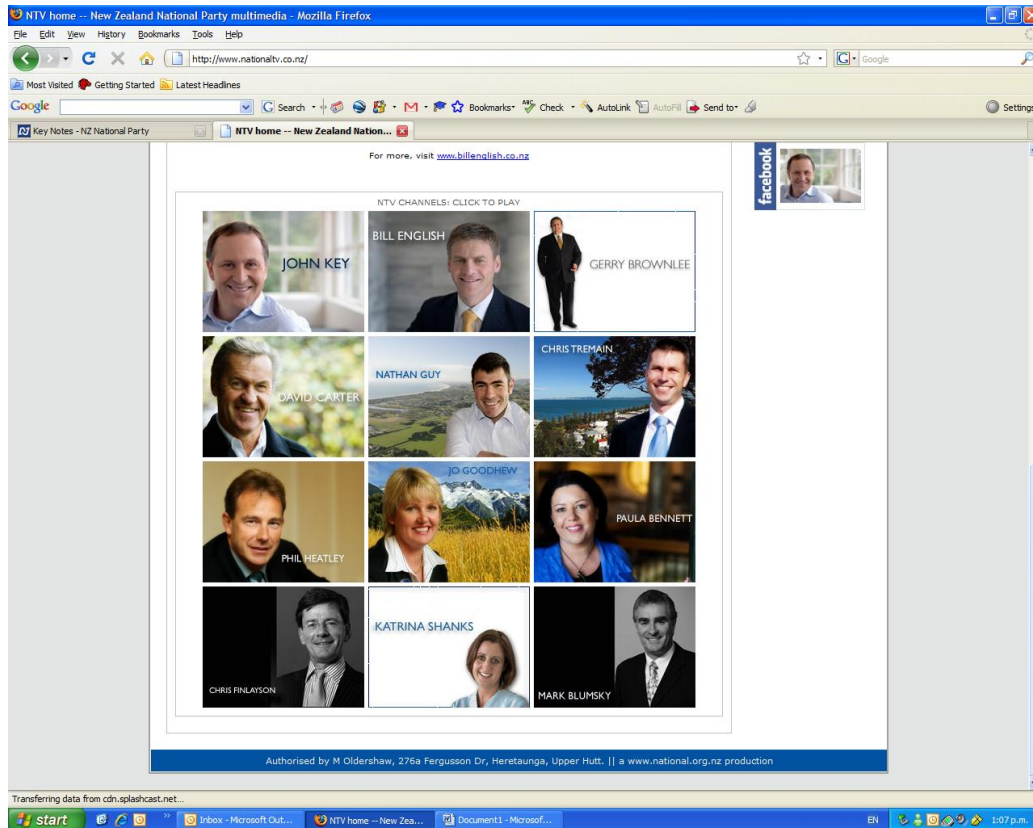 NTV home -- New Zealand National Party multimedia - Mozilla Firefox
File Edit View History Bookmarks Tools Help
http://www.nationaltv.co.nz/
G Google
Most Visited Getting Started Latest Headlines
Google G Search Bookmarks ABC Check AutoLink AutoFill Send to Settings
Key Notes - NZ National Party NTV home -- New Zealand Nation...
For more, visit www.billenglish.co.nz
facebook
NTV CHANNELS: CLICK TO PLAY
JOHN KEY
BILL ENGLISH
GERRY BROWNLEE
DAVID CARTER
NATHAN GUY
CHRIS TREMAIN
PHIL HEATLEY
JO GOODHEW
PAULA BENNETT
CHRIS FINLAYSON
KATRINA SHANKS
MARK BLUMSKY
Authorised by M Oldershaw, 276a Fergusson Dr, Heretaunga, Upper Hutt. || a www.national.org.nz production
Transferring data from cdn.splashcast.net...
start Inbox - Microsoft Out... NTV home -- New Zea... Document1 - Microsof... EN 1:07 p.m.